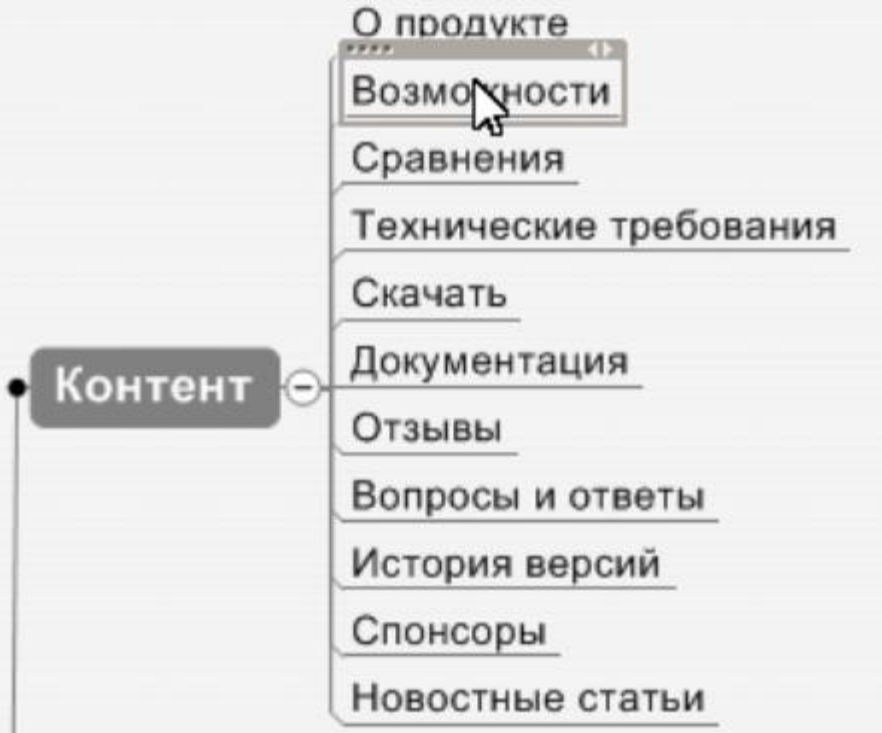 О продукте
Возможности
Сравнения
Технические требования
Скачать
Документация
Контент
Отзывы
Вопросы и ответы
История версий
Спонсоры
Новостные статьи